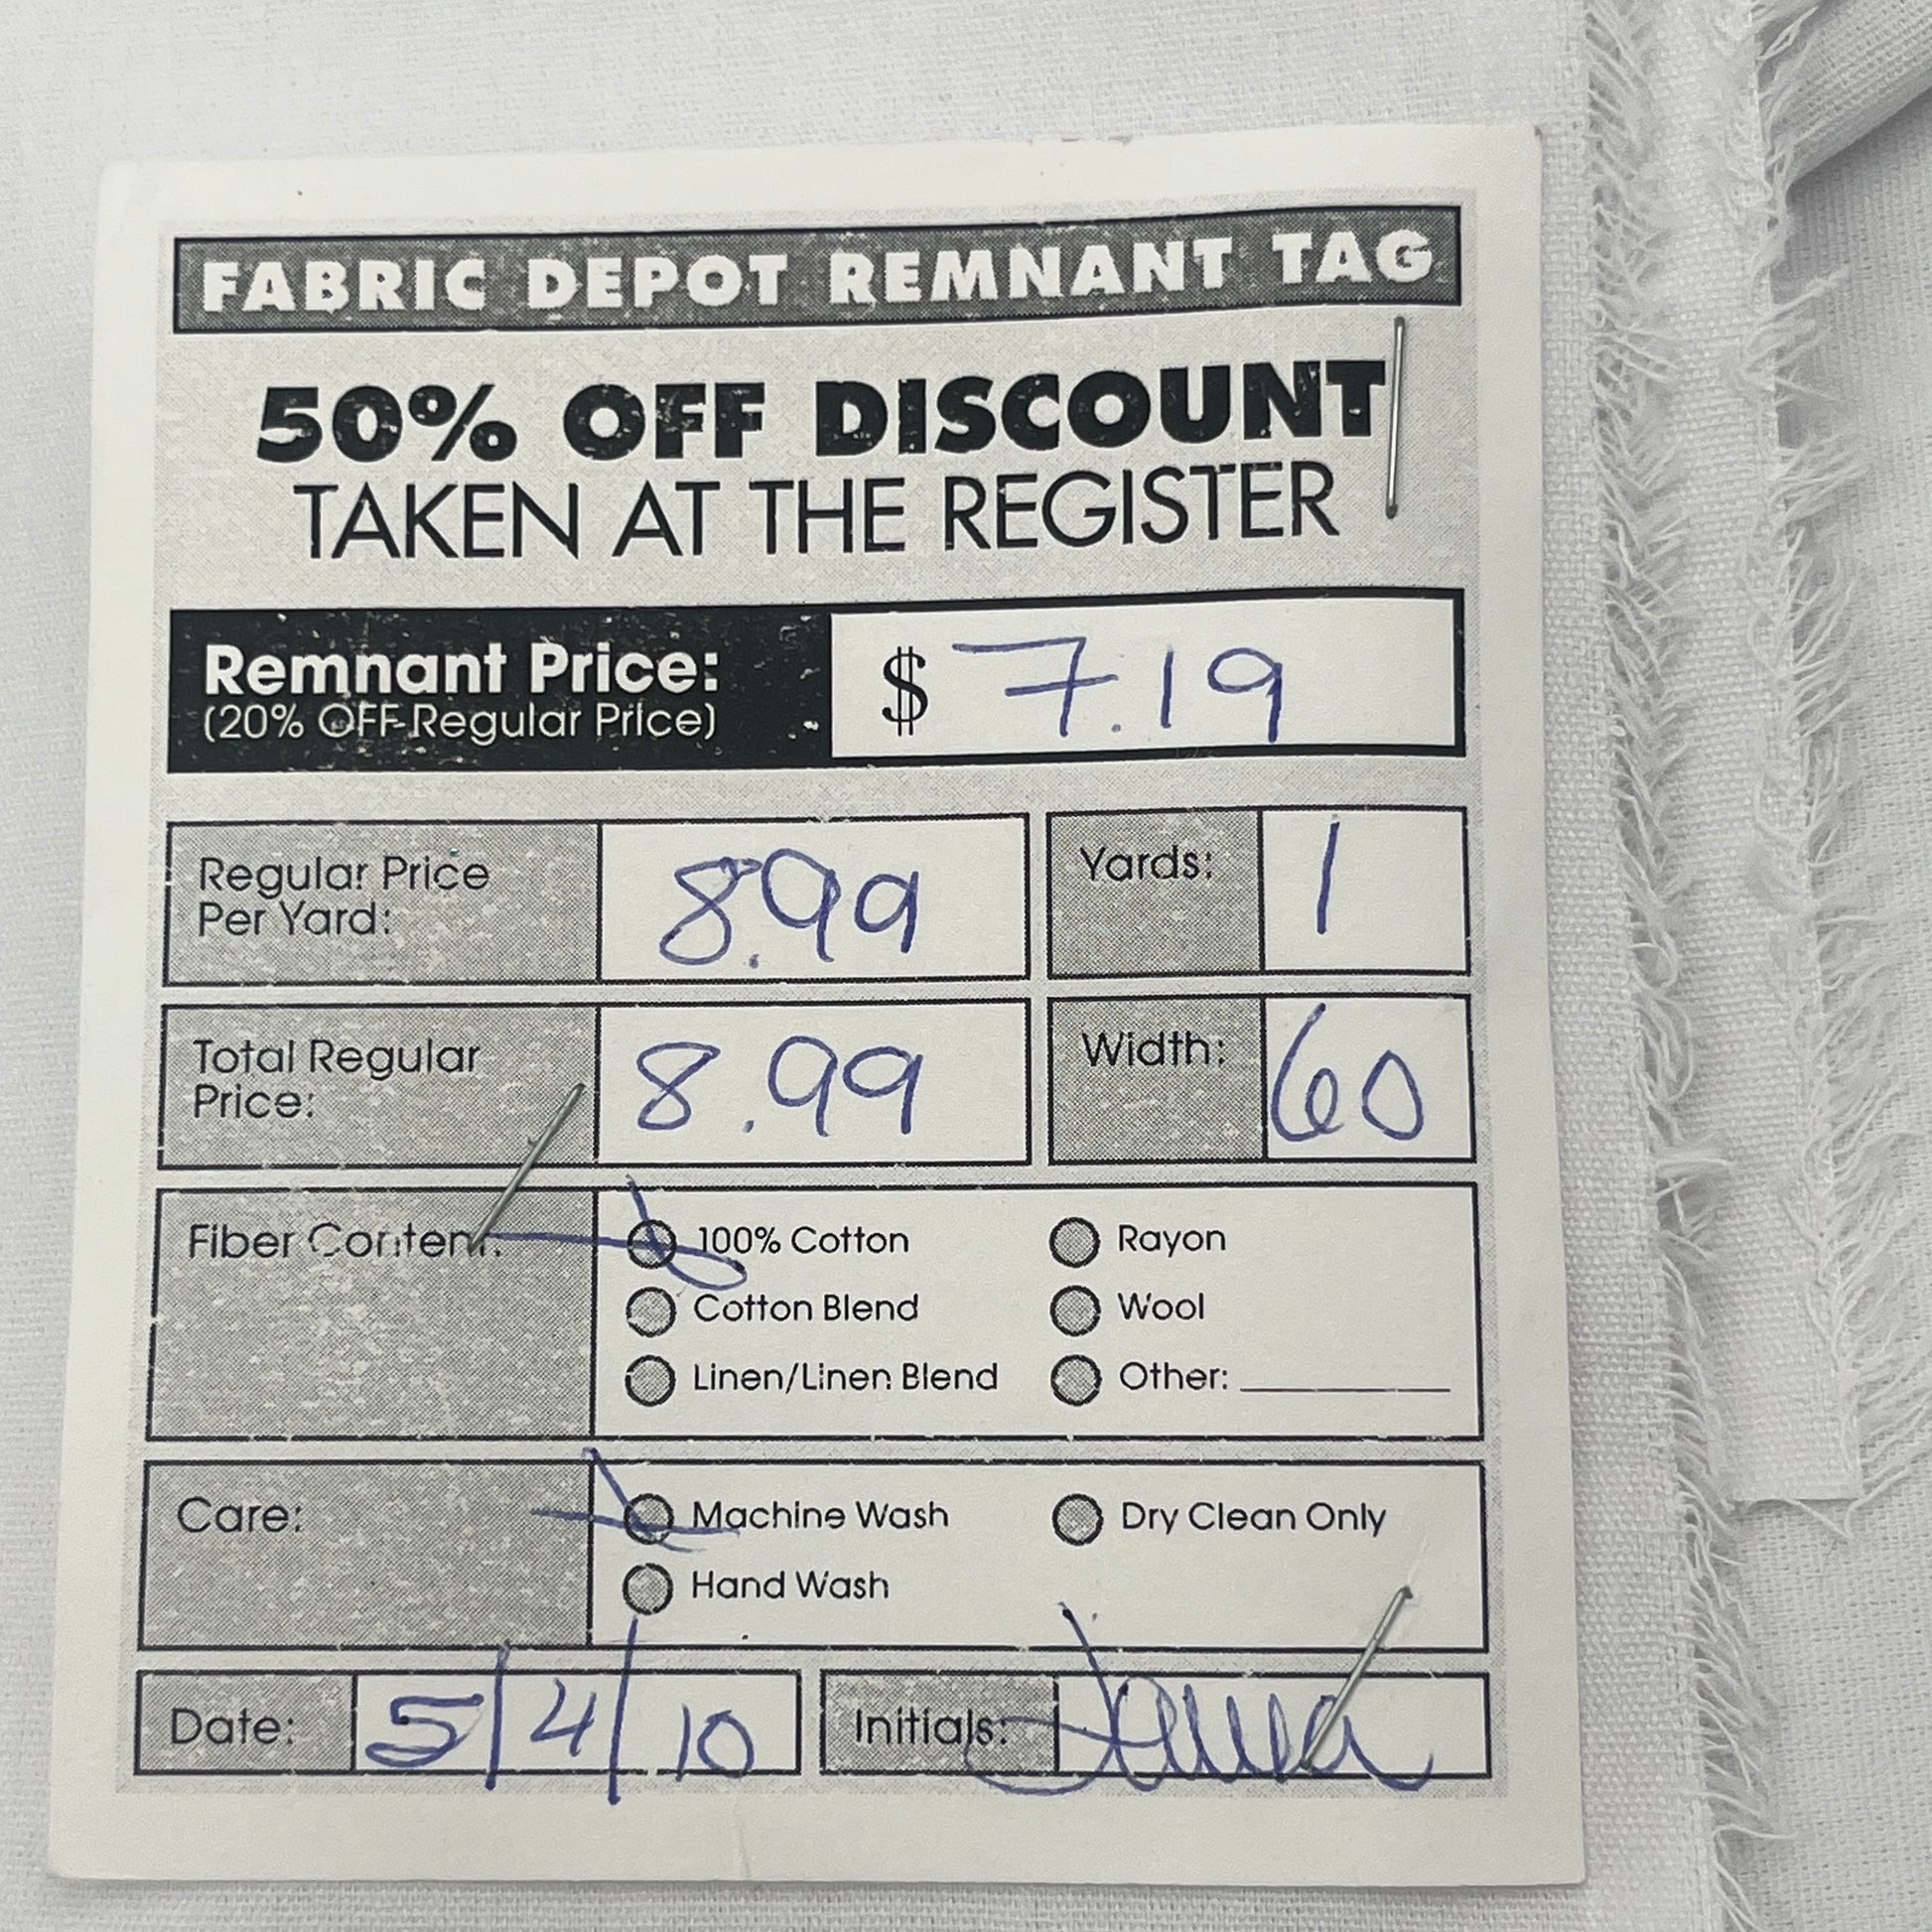 FABRIC DEPOT REMNANT TAG
50% OFF DISCOUNT
TAKEN AT THE REGISTER
Remnant Price: $ 7.19
(20% OFF Regular Price)
Regular Price
Per Yard: 8.99
Yards: 1
Total Regular
Price: 8.99
Width: 60
Fiber Content: 100% Cotton Rayon
Cotton Blend Wool
Linen/Linen Blend Other:
Care: Machine Wash Dry Clean Only
Hand Wash
Date: 5/4/10 Initials: